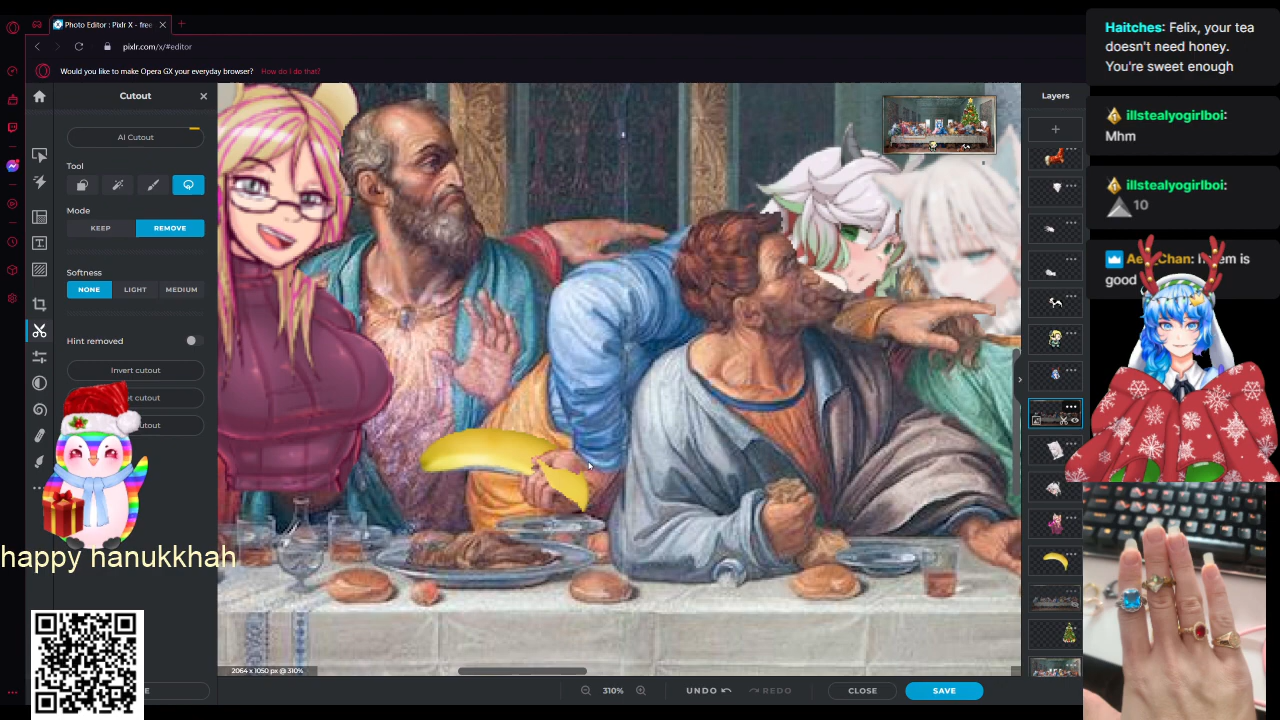 Photo Editor : Pixlr X - free
pixlr.com/x/#editor
Would you like to make Opera GX your everyday browser? How do I do that?
Cutout
AI Cutout
Tool
Mode
KEEP
REMOVE
Softness
NONE
LIGHT
MEDIUM
Hint removed
Invert cutout
cutout
cutout
happy hanukkhah
2064 x 1050 px @ 310%
310%
UNDO
REDO
CLOSE
SAVE
Layers
Haitches: Felix, your tea
doesn't need honey.
You're sweet enough
illstealyogirlboi:
Mhm
illstealyogirlboi:
10
is
good